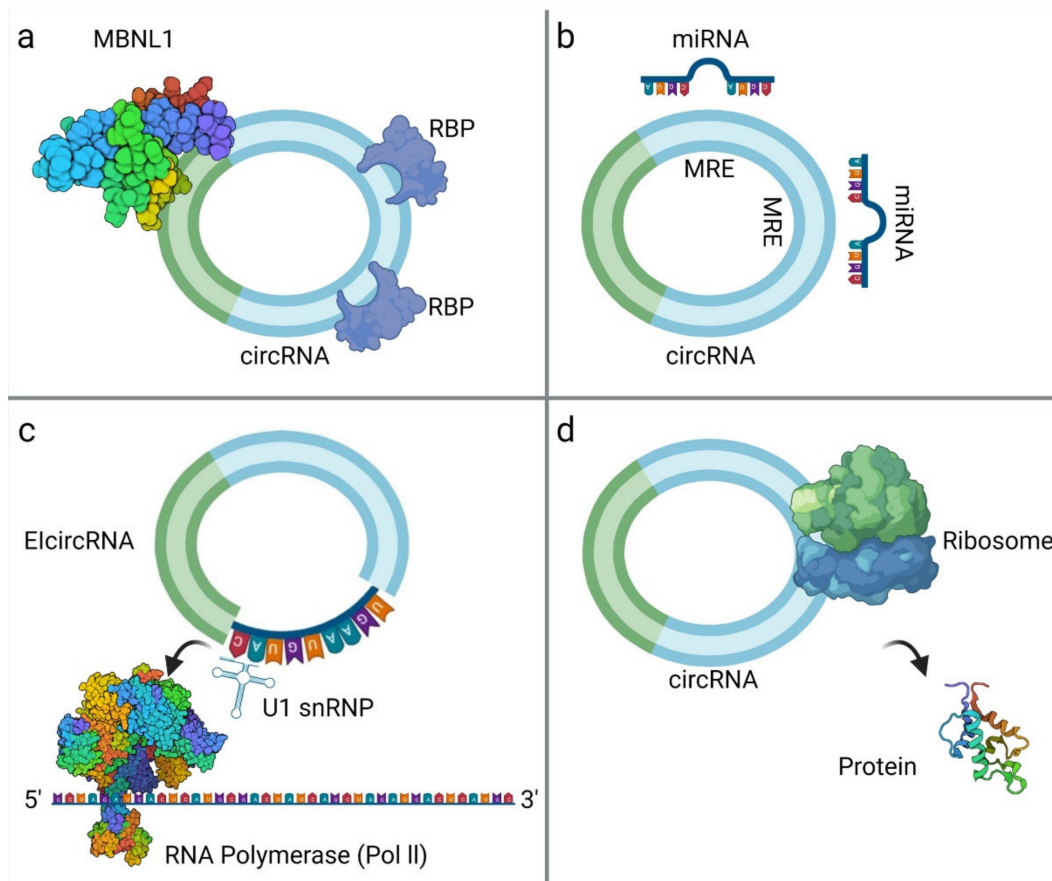 a
MBNL1
RBP
RBP
circRNA
b
miRNA
A U G C A U G C
MRE
MRE
miRNA
circRNA
c
EIcircRNA
C A U G U A A G U
U1 snRNP
5'
3'
RNA Polymerase (Pol II)
d
Ribosome
circRNA
Protein